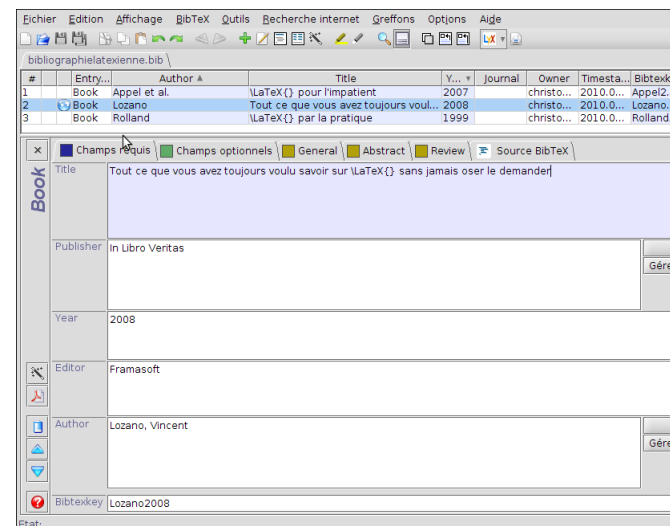 Fichier Edition Affichage BibTeX Outils Recherche internet Greffons Options Aide
bibliographielatexienne.bib
# Entry... Author Title Y... Journal Owner Timesta... Bibtexk
1 Book Appel et al. \LaTeX{} pour l'impatient 2007 christo... 2010.0... Appel2.
2 Book Lozano Tout ce que vous avez toujours voul... 2008 christo... 2010.0... Lozano.
3 Book Rolland \LaTeX{} par la pratique 1999 christo... 2010.0... Rolland
Champs requis Champs optionnels General Abstract Review Source BibTeX
Book
Title Tout ce que vous avez toujours voulu savoir sur \LaTeX{} sans jamais oser le demander
Publisher In Libro Veritas
Gére
Year 2008
Editor Framasoft
Author Lozano, Vincent
Gére
Bibtexkey Lozano2008
Etat: